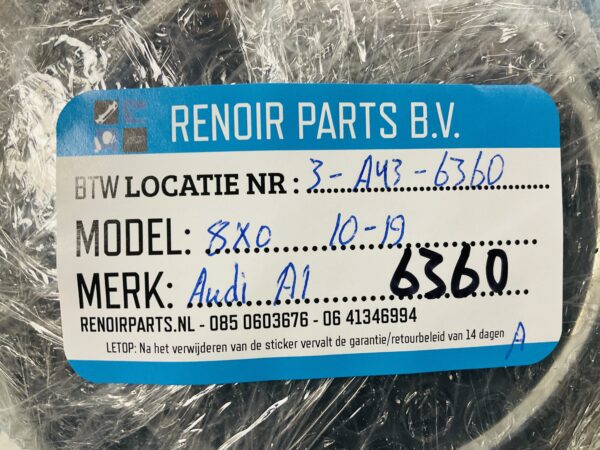 RENOIR PARTS B.V.
BTW LOCATIE NR: 3-A43-6360
MODEL: 8X0 10-19
MERK: Audi A1 6360
RENOIRPARTS.NL - 085 0603676 - 06 41346994
LETOP: Na het verwijderen van de sticker vervalt de garantie/retourbeleid van 14 dagen
A